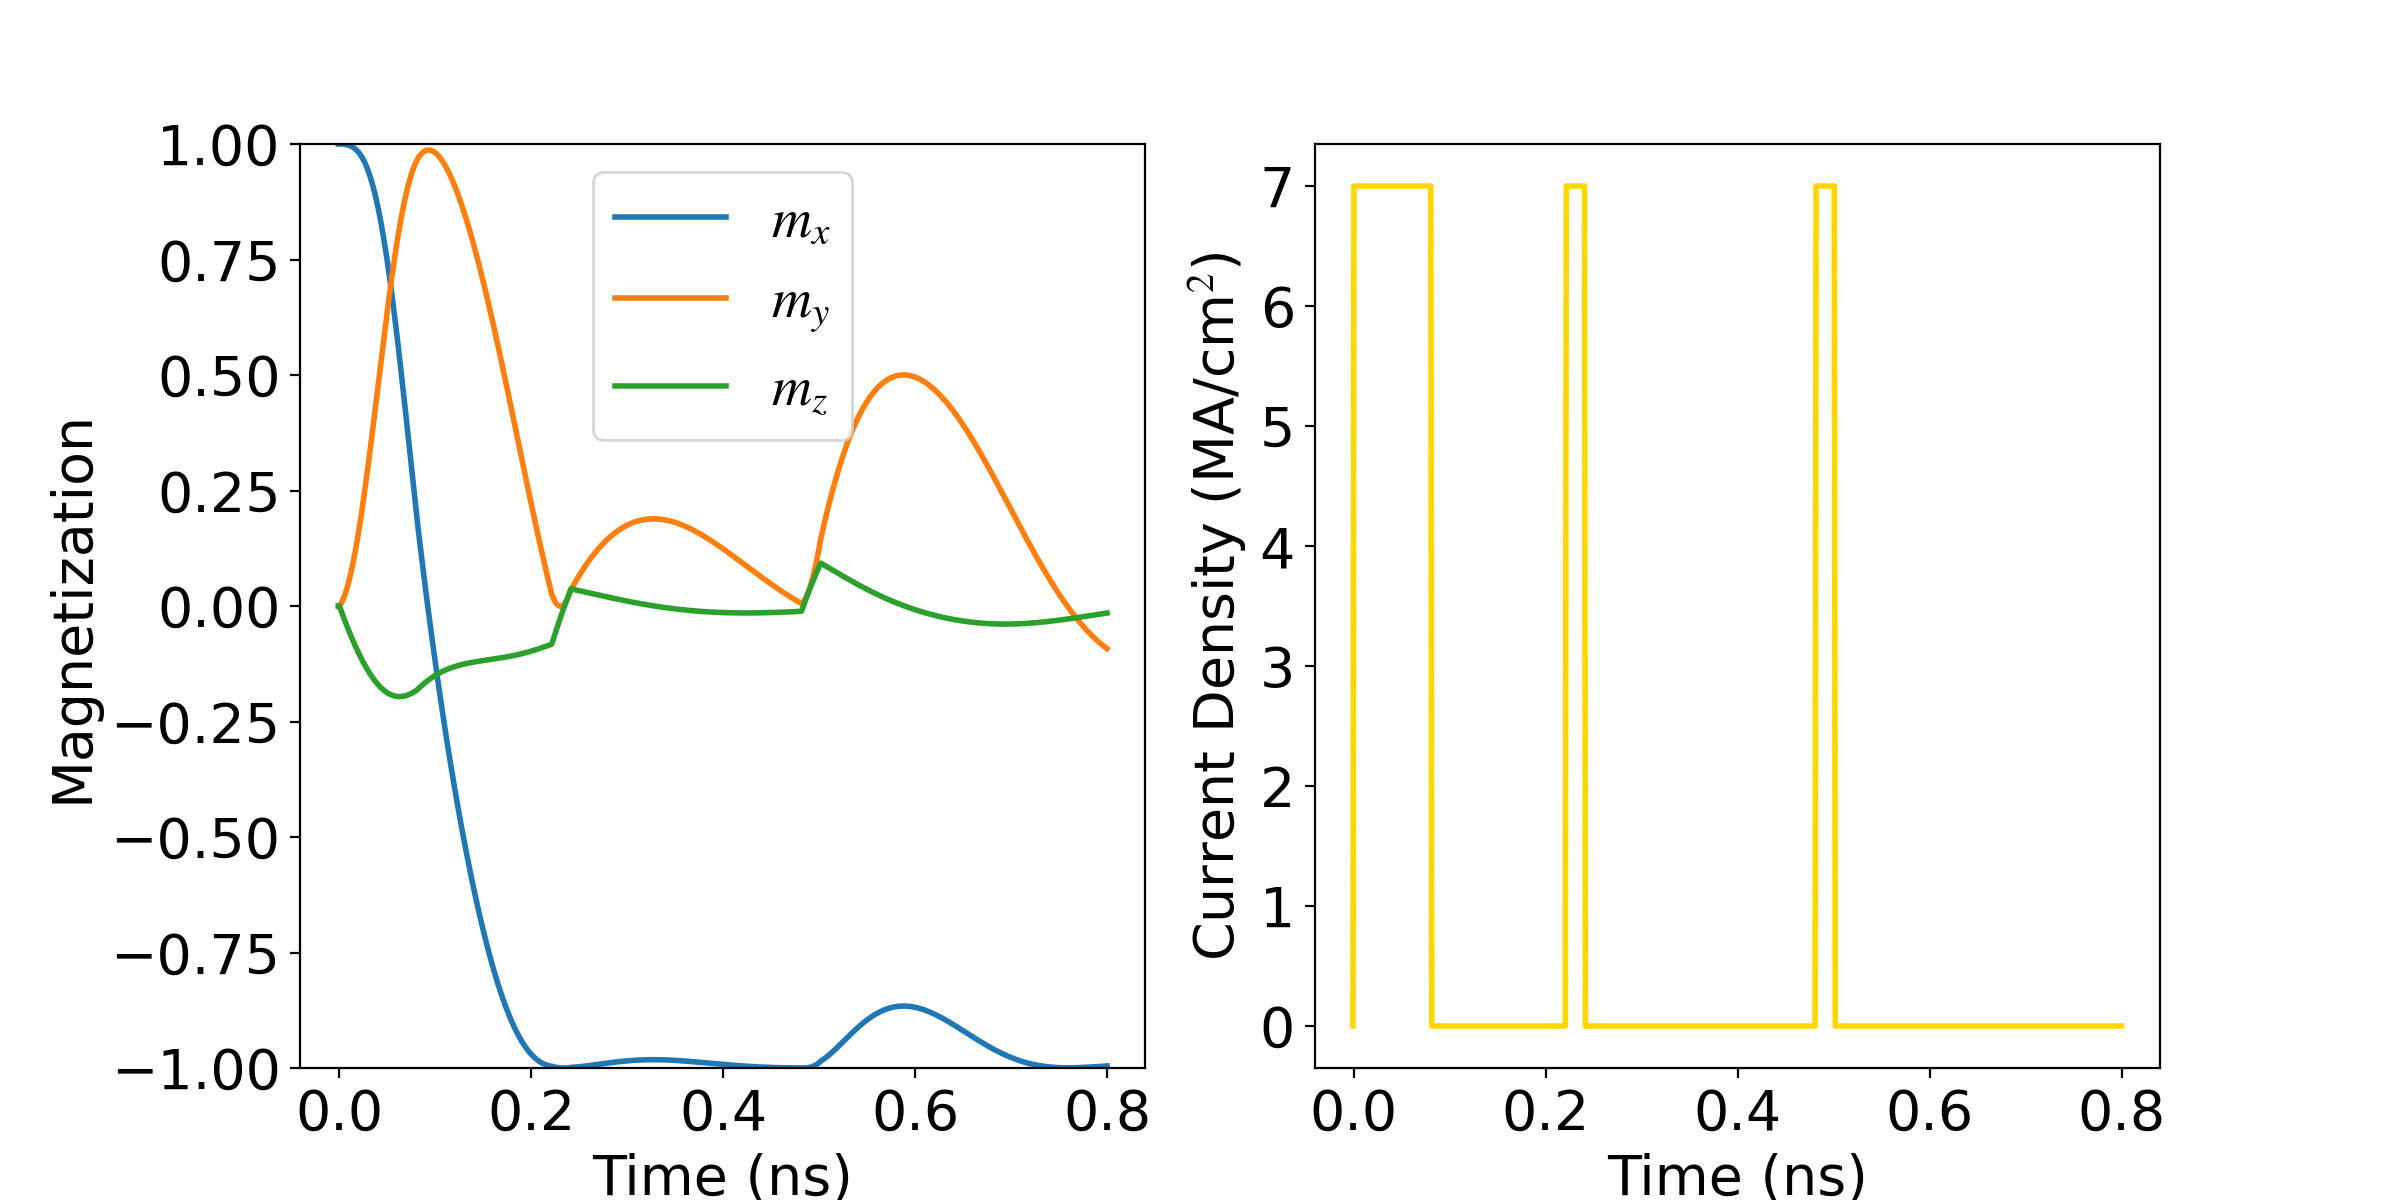 1.00
0.75
0.50
0.25
0.00
−0.25
−0.50
−0.75
−1.00
Magnetization
0.0 0.2 0.4 0.6 0.8
Time (ns)
m_x
m_y
m_z
7
6
5
4
3
2
1
0
Current Density (MA/cm²)
0.0 0.2 0.4 0.6 0.8
Time (ns)